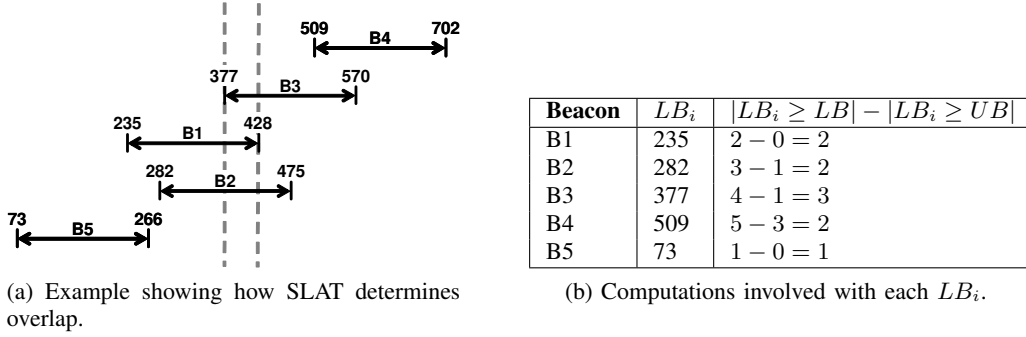 509 702
B4
377 570
B3
235 428
B1
282 475
B2
73 266
B5
(a) Example showing how SLAT determines
overlap.
Beacon LB_i |LB_i ≥ LB| − |LB_i ≥ UB|
B1 235 2 − 0 = 2
B2 282 3 − 1 = 2
B3 377 4 − 1 = 3
B4 509 5 − 3 = 2
B5 73 1 − 0 = 1
(b) Computations involved with each LB_i.